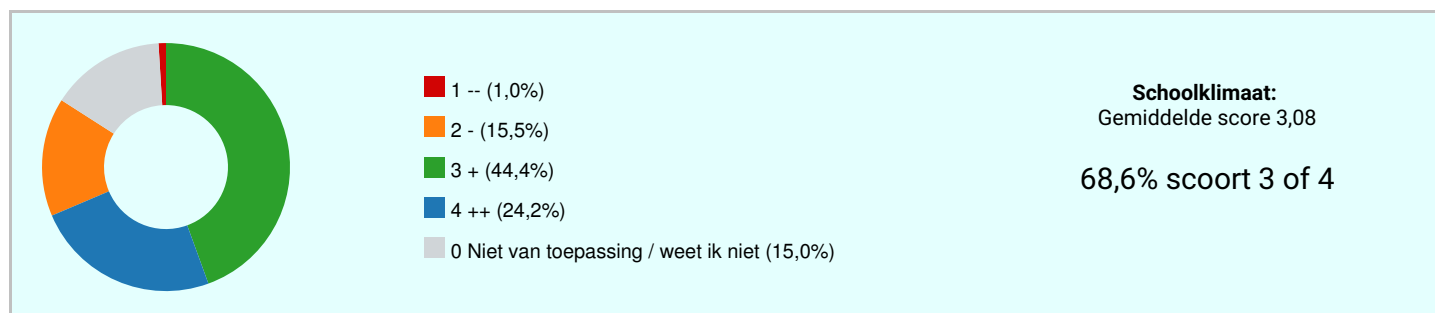 1 -- (1,0%)
2 - (15,5%)
3 + (44,4%)
4 ++ (24,2%)
0 Niet van toepassing / weet ik niet (15,0%)
Schoolklimaat:
Gemiddelde score 3,08
68,6% scoort 3 of 4